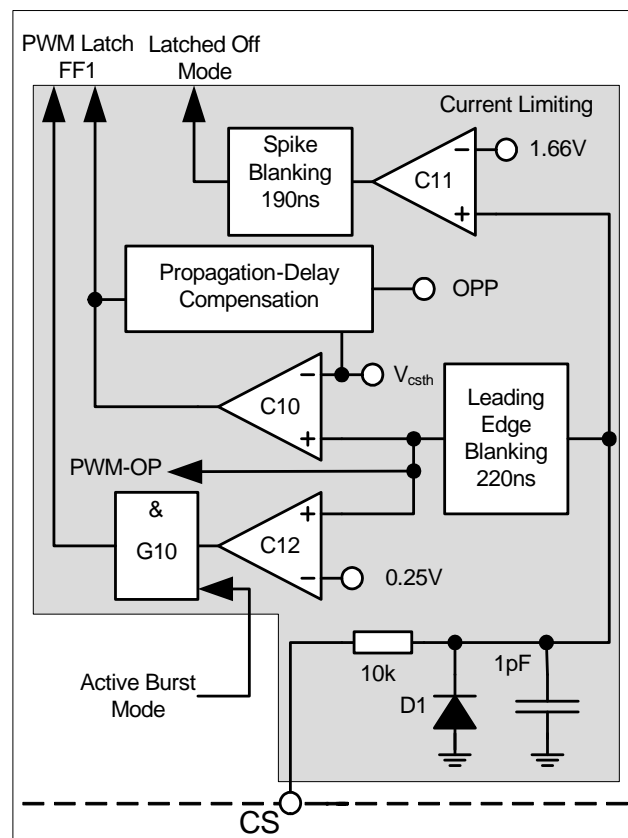 PWM Latch
FF1
Latched Off
Mode
Current Limiting
Spike
Blanking
190ns
C11
1.66V
Propagation-Delay
Compensation
OPP
Vcsth
C10
Leading
Edge
Blanking
220ns
PWM-OP
&
G10
C12
0.25V
Active Burst
Mode
10k
1pF
D1
CS